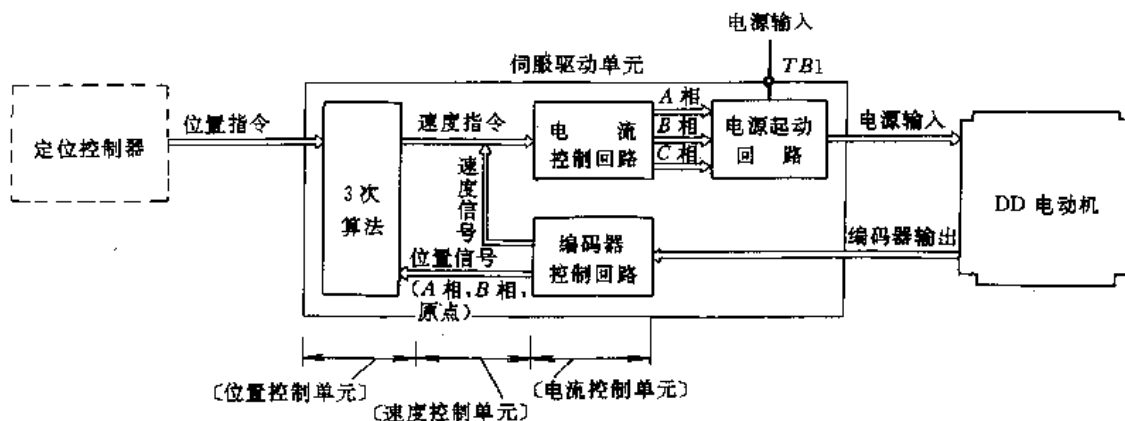 电源输入
伺服驱动单元
TB1
定位控制器
位置指令
3次
算法
速度指令
速度信号
电流
控制回路
A相
B相
C相
电源起动
回路
电源输入
DD电动机
编码器输出
编码器
控制回路
位置信号
(A相,B相,
原点)
〔位置控制单元〕
〔速度控制单元〕
〔电流控制单元〕